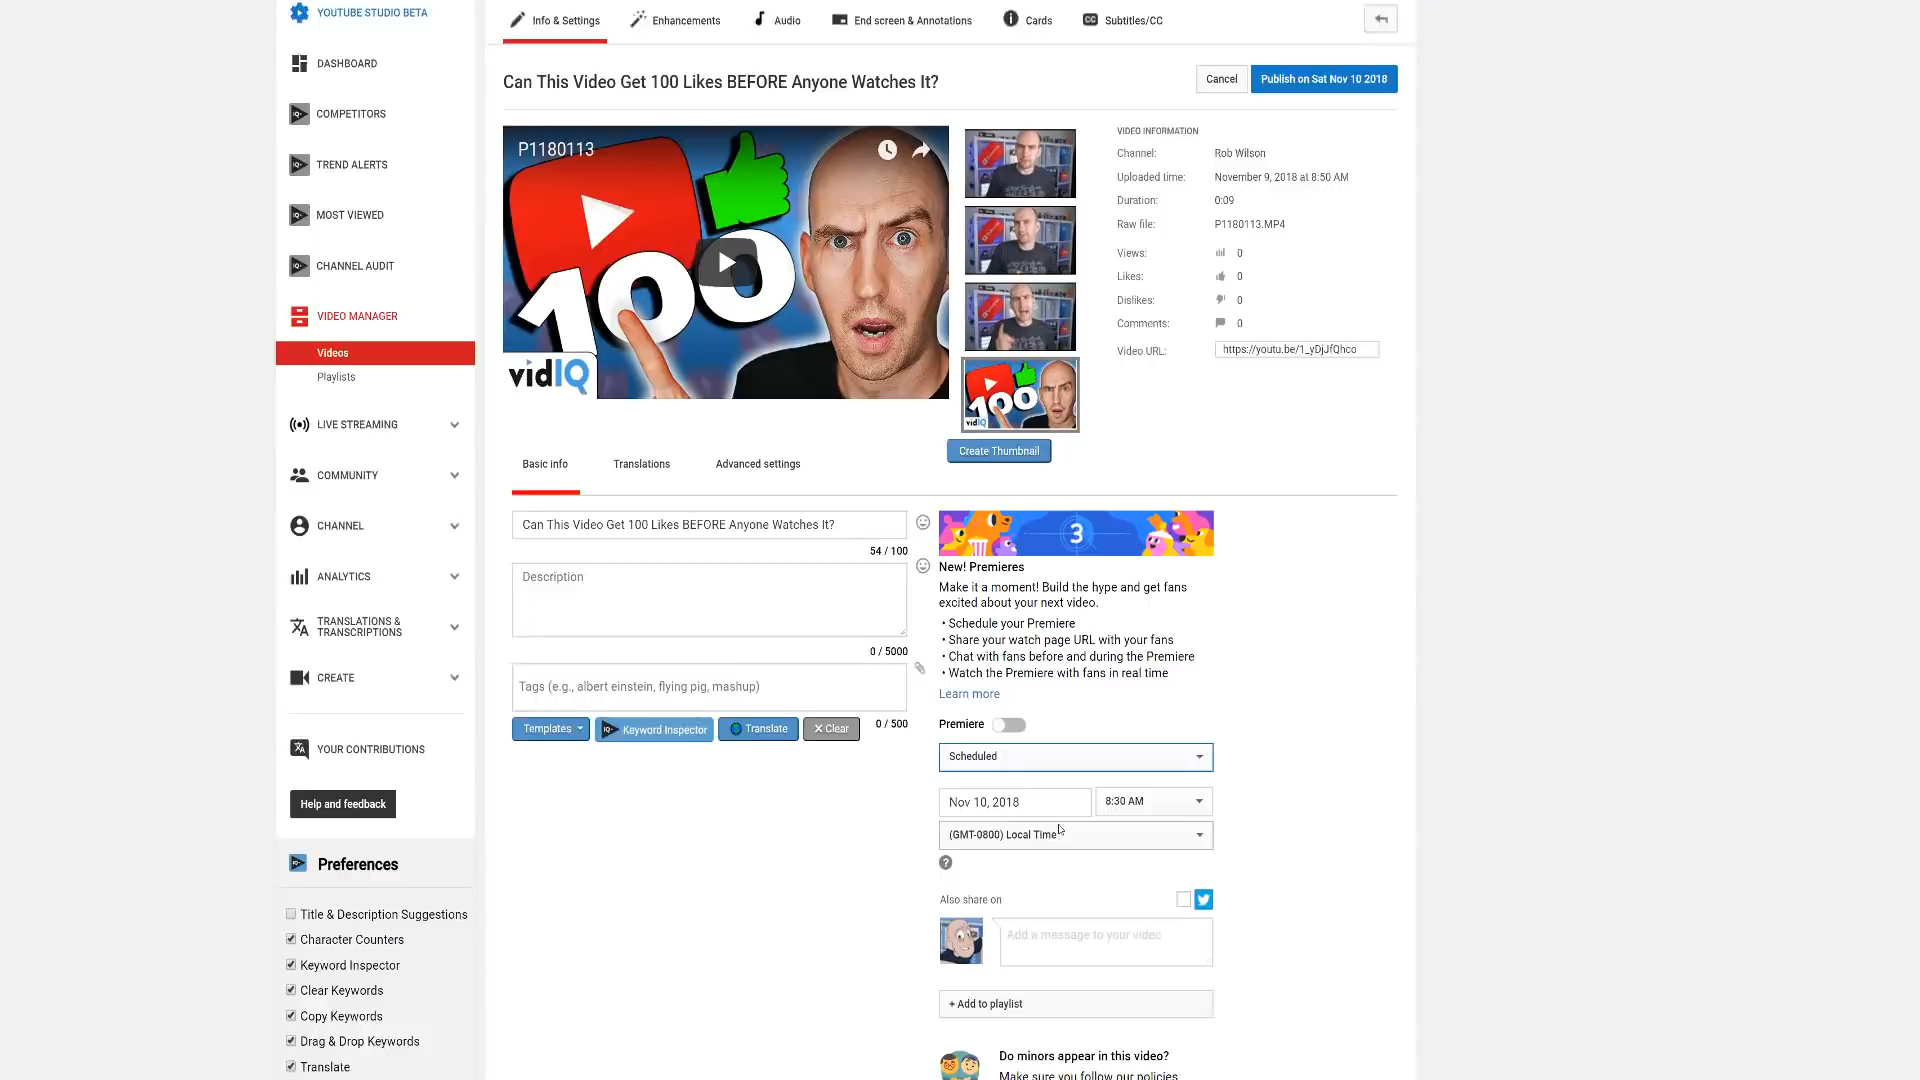 YOUTUBE STUDIO BETA
DASHBOARD
COMPETITORS
TREND ALERTS
MOST VIEWED
CHANNEL AUDIT
VIDEO MANAGER
Videos
Playlists
LIVE STREAMING
COMMUNITY
CHANNEL
ANALYTICS
TRANSLATIONS &
TRANSCRIPTIONS
CREATE
YOUR CONTRIBUTIONS
Help and feedback
Preferences
Title & Description Suggestions
Character Counters
Keyword Inspector
Clear Keywords
Copy Keywords
Drag & Drop Keywords
Translate
Info & Settings
Enhancements
Audio
End screen & Annotations
Cards
CC Subtitles/CC
Can This Video Get 100 Likes BEFORE Anyone Watches It?
Cancel
Publish on Sat Nov 10 2018
P1180113
100
vidIQ
100
vidIQ
Create Thumbnail
VIDEO INFORMATION
Channel: Rob Wilson
Uploaded time: November 9, 2018 at 8:50 AM
Duration: 0:09
Raw file: P1180113.MP4
Views: 0
Likes: 0
Dislikes: 0
Comments: 0
Video URL: https://youtu.be/1_yDjJfQhco
Basic info
Translations
Advanced settings
Can This Video Get 100 Likes BEFORE Anyone Watches It?
54 / 100
Description
0 / 5000
Tags (e.g., albert einstein, flying pig, mashup)
Templates
Keyword Inspector
Translate
X Clear
0 / 500
3
New! Premieres
Make it a moment! Build the hype and get fans
excited about your next video.
• Schedule your Premiere
• Share your watch page URL with your fans
• Chat with fans before and during the Premiere
• Watch the Premiere with fans in real time
Learn more
Premiere
Scheduled
Nov 10, 2018
8:30 AM
(GMT-0800) Local Time
?
Also share on
Add a message to your video
+ Add to playlist
Do minors appear in this video?
Make sure you follow our policies